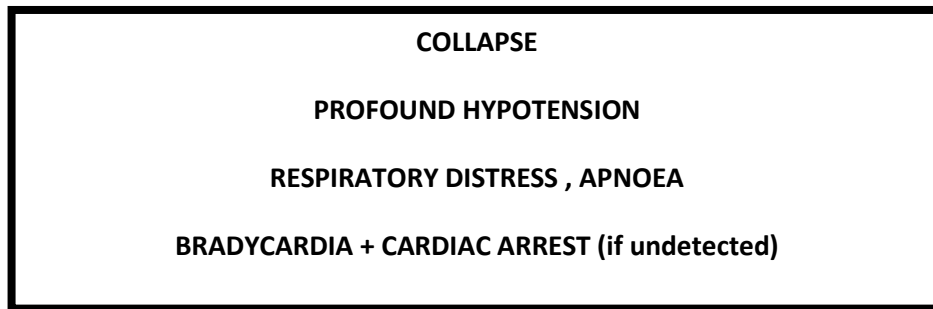 COLLAPSE
PROFOUND HYPOTENSION
RESPIRATORY DISTRESS , APNOEA
BRADYCARDIA + CARDIAC ARREST (if undetected)